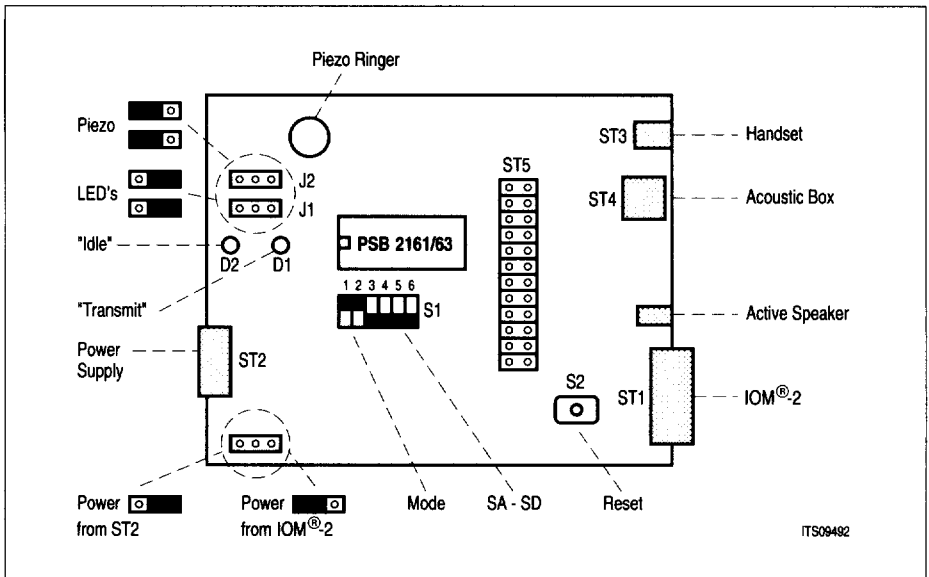 Piezo Ringer
Piezo
ST3
Handset
ST5
LED's
J2
J1
ST4
Acoustic Box
"Idle"
D2
D1
PSB 2161/63
1 2 3 4 5 6
S1
"Transmit"
Active Speaker
Power
Supply
ST2
S2
ST1
IOM®-2
Power
from ST2
Power
from IOM®-2
Mode
SA - SD
Reset
ITS09492